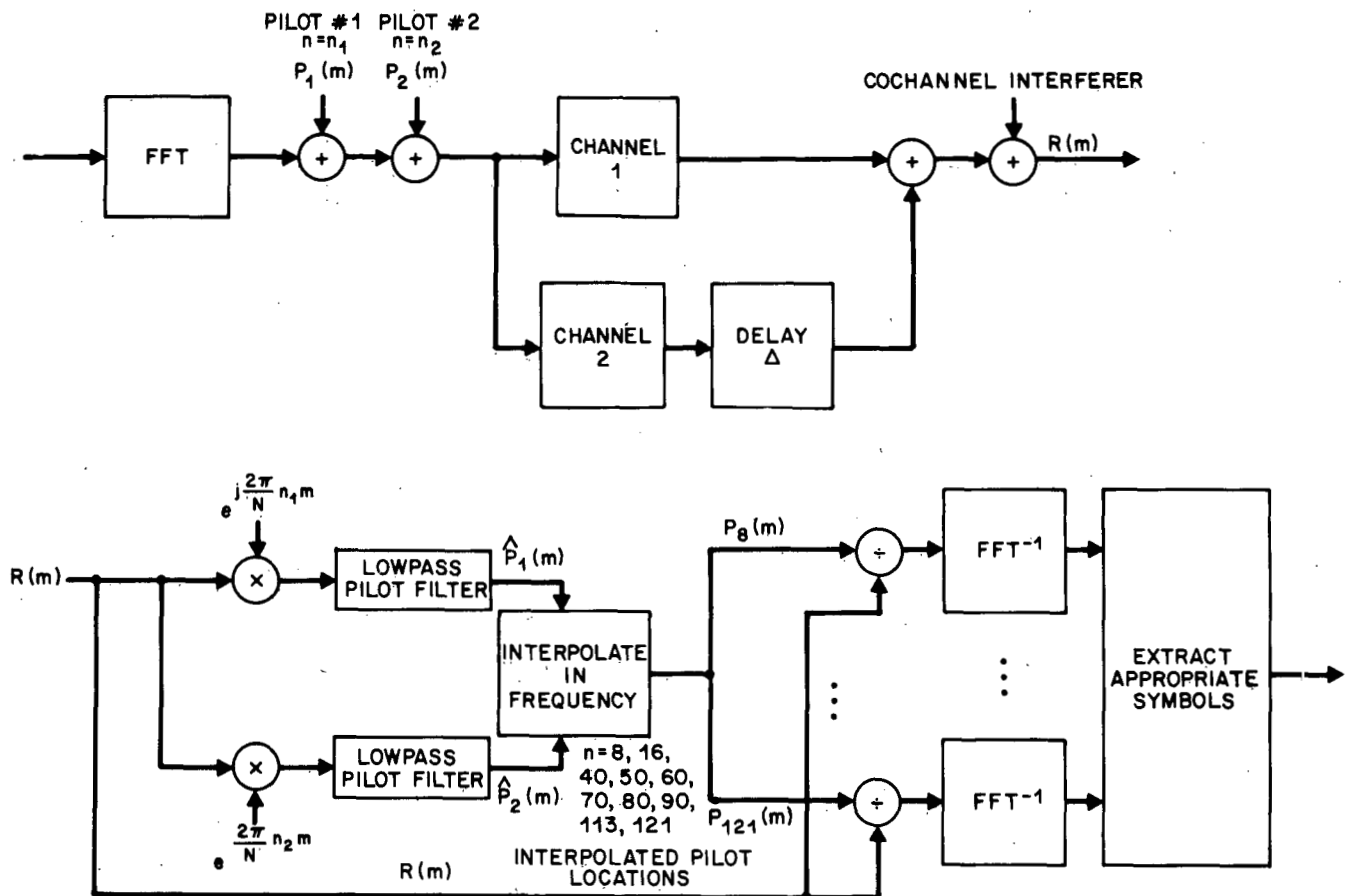 PILOT #1 PILOT #2
n=n₁ n=n₂
P₁(m) P₂(m)
COCHANNEL INTERFERER
FFT
+
+
CHANNEL
1
+
+
R(m)
CHANNEL
2
DELAY
Δ
e^{j 2π/N n₁m}
R(m)
×
LOWPASS
PILOT FILTER
P̂₁(m)
INTERPOLATE
IN
FREQUENCY
×
LOWPASS
PILOT FILTER
P̂₂(m)
e^{2π/N n₂m}
n=8, 16,
40, 50, 60,
70, 80, 90,
113, 121
INTERPOLATED PILOT
LOCATIONS
R(m)
P₈(m)
÷
FFT⁻¹
P₁₂₁(m)
÷
FFT⁻¹
EXTRACT
APPROPRIATE
SYMBOLS